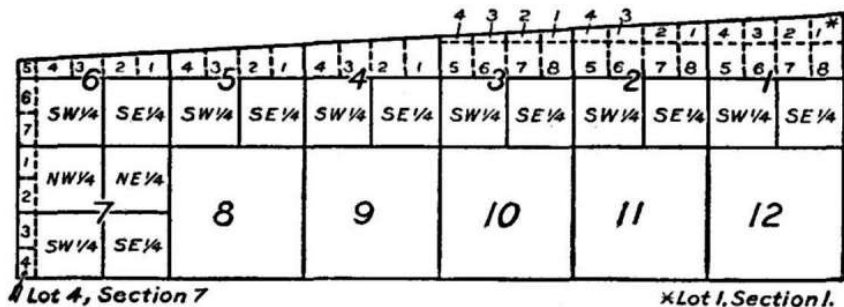 4 3 2 1 4 3
2 1 4 3 2 1 *
5 4 3 2 1 4 3 2 1 4 3 2 1 5 6 7 8 5 6 7 8 5 6 7 8
6 5 4 3 2 1
6 SW¼ SE¼ SW¼ SE¼ SW¼ SE¼ SW¼ SE¼ SW¼ SE¼ SW¼ SE¼
7
1 NW¼ NE¼
2
7 8 9 10 11 12
3 SW¼ SE¼
4
Lot 4, Section 7 *Lot 1, Section 1.